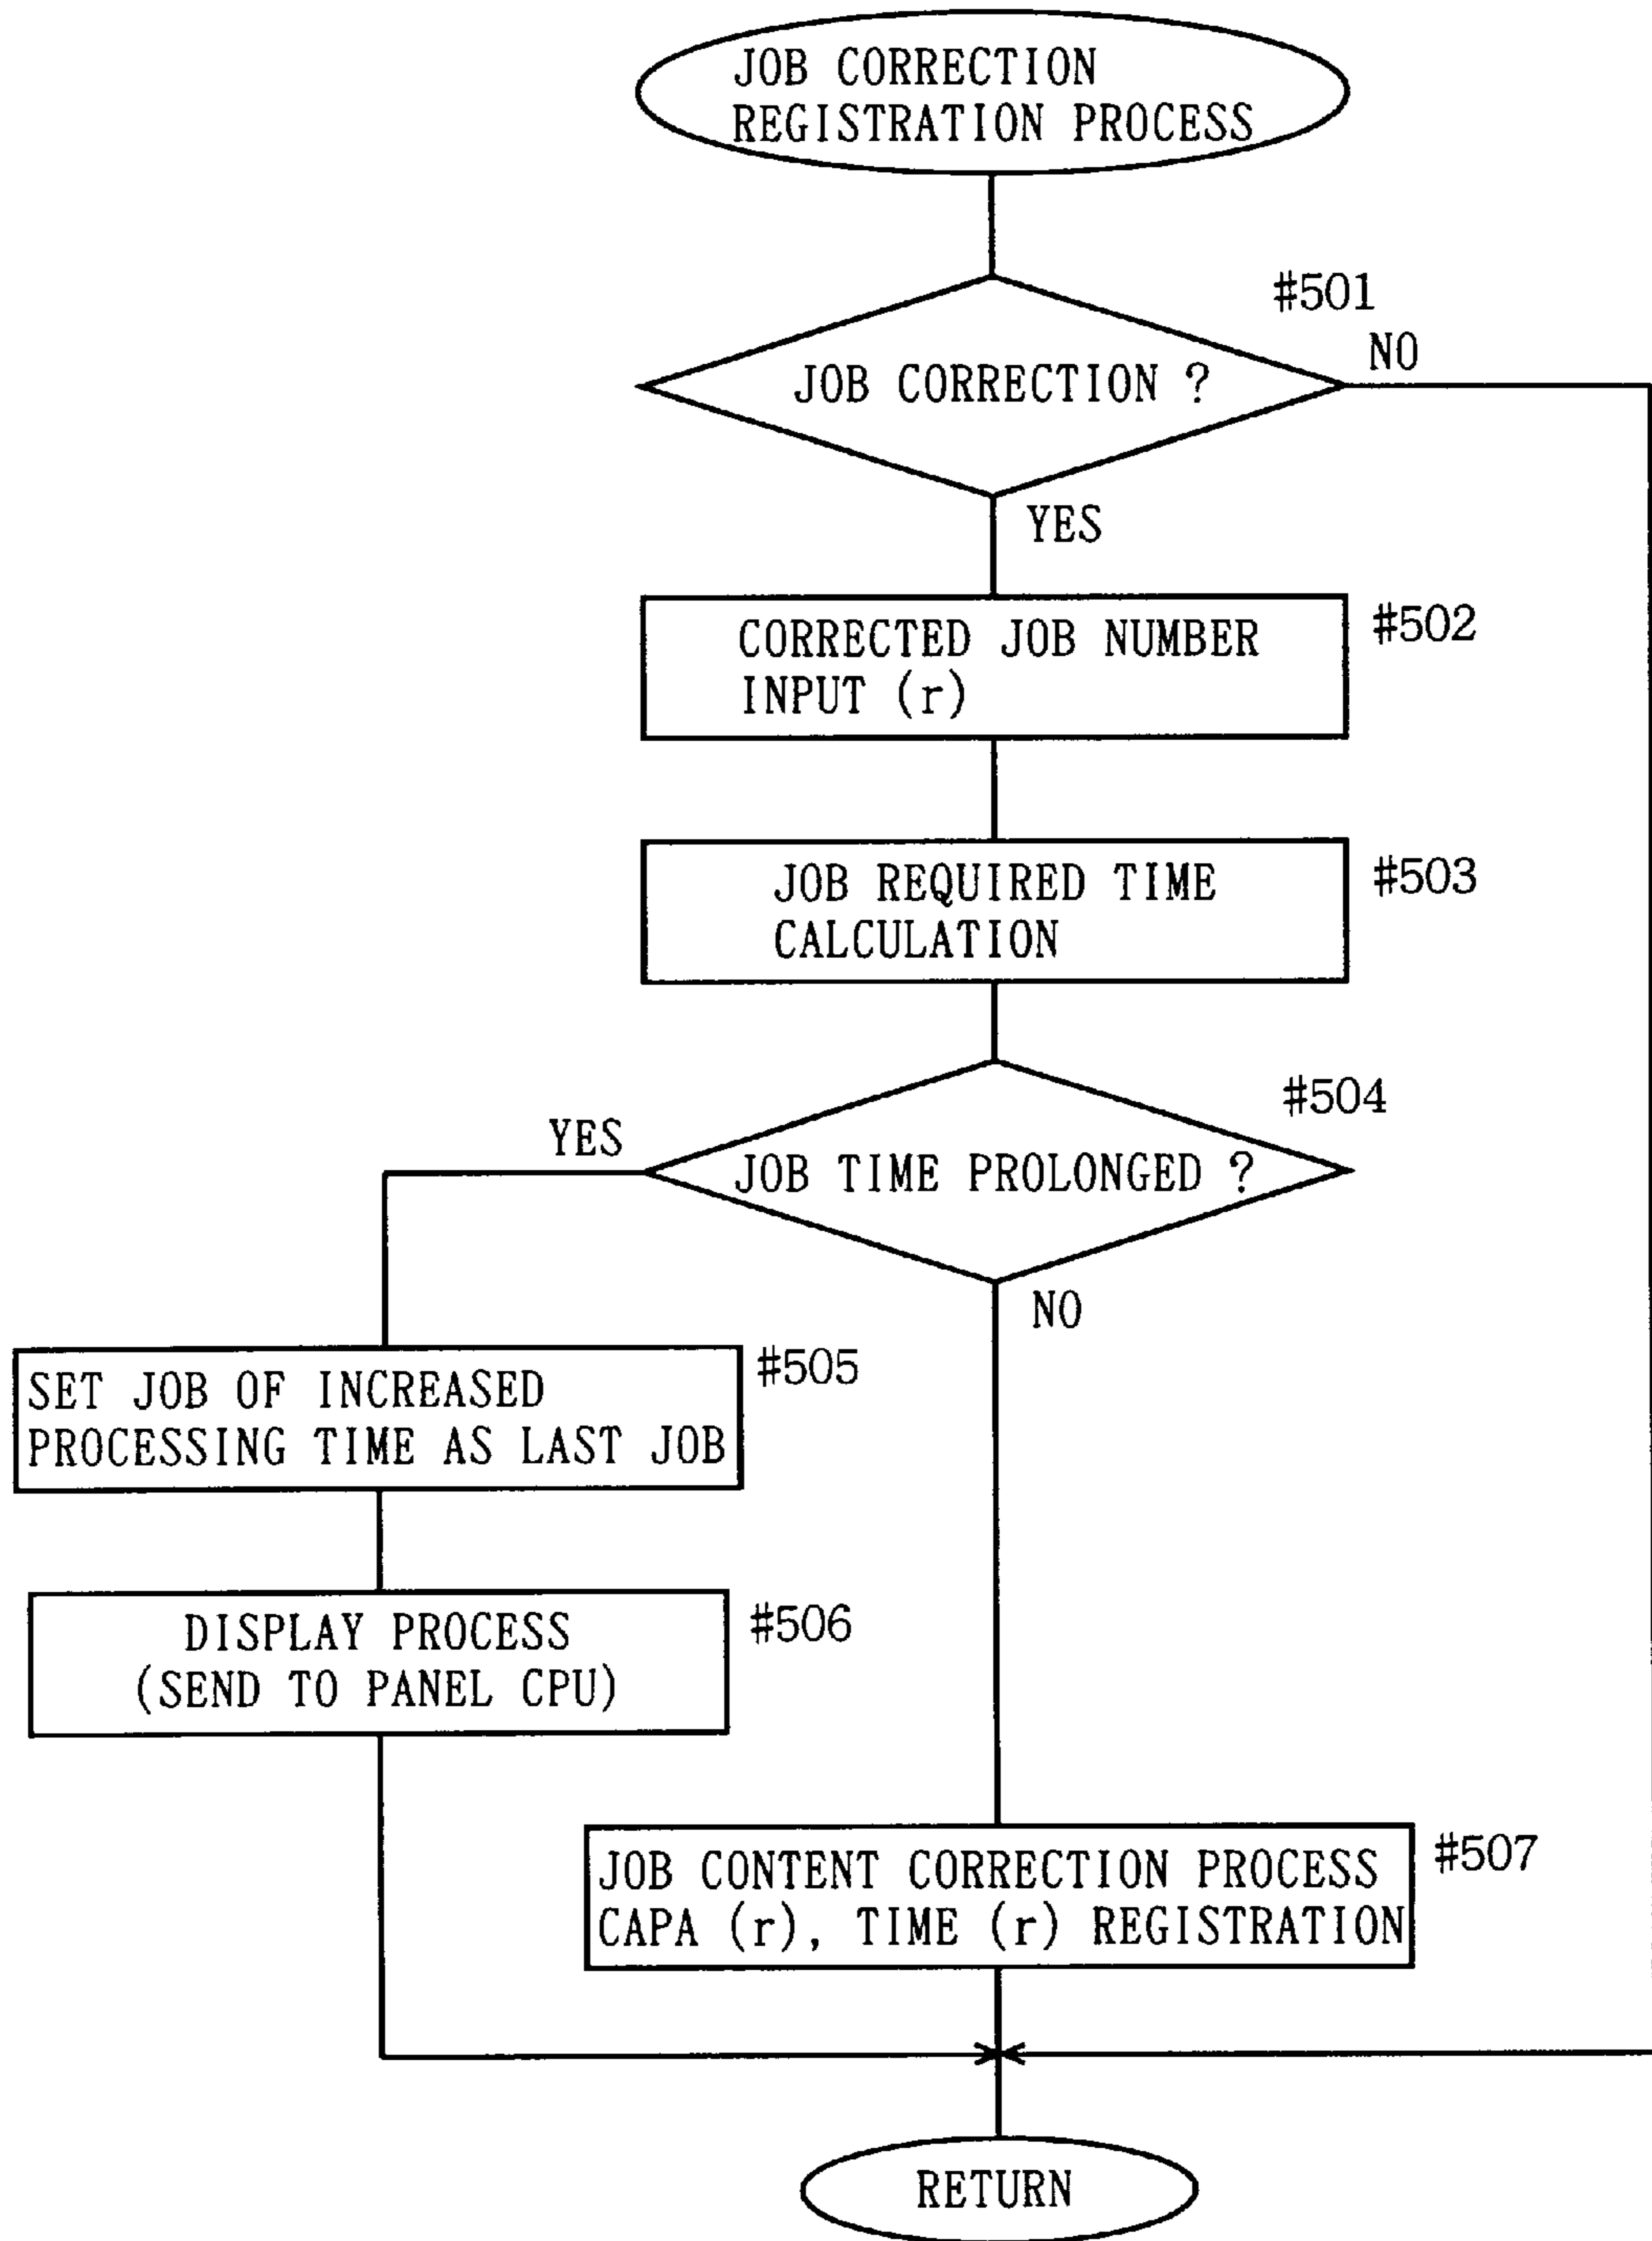 JOB CORRECTION
REGISTRATION PROCESS
#501
JOB CORRECTION ?
NO
YES
CORRECTED JOB NUMBER
INPUT (r)
#502
JOB REQUIRED TIME
CALCULATION
#503
#504
YES
JOB TIME PROLONGED ?
NO
SET JOB OF INCREASED
PROCESSING TIME AS LAST JOB
#505
DISPLAY PROCESS
(SEND TO PANEL CPU)
#506
JOB CONTENT CORRECTION PROCESS
CAPA (r), TIME (r) REGISTRATION
#507
RETURN